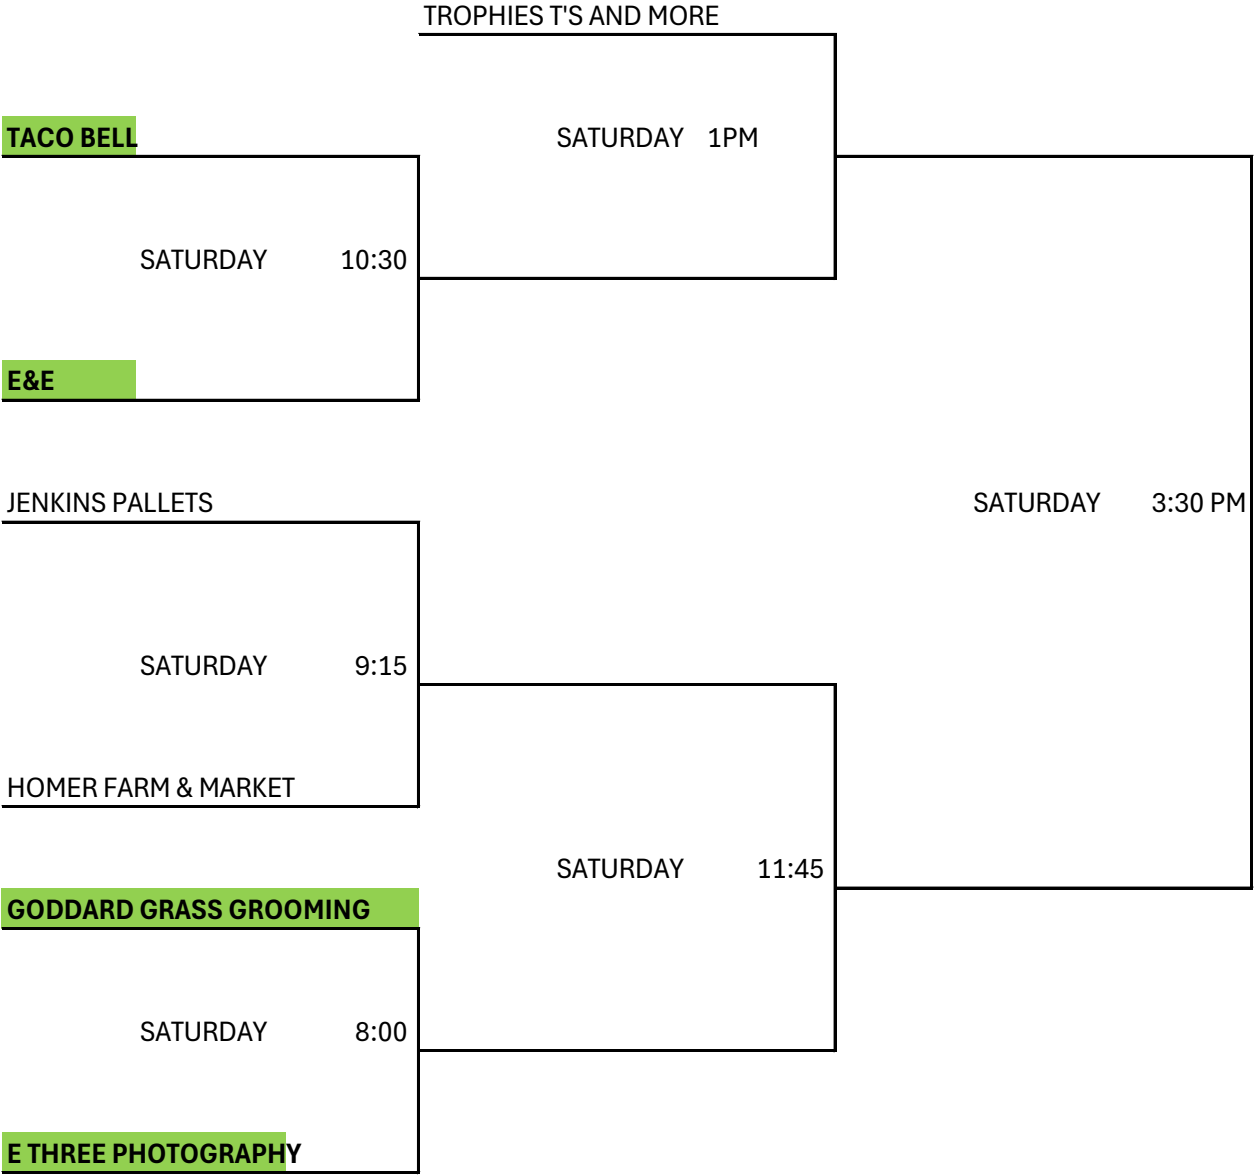 TROPHIES T'S AND MORE
TACO BELL
SATURDAY 1PM
SATURDAY 10:30
E&E
JENKINS PALLETS
SATURDAY 3:30 PM
SATURDAY 9:15
HOMER FARM & MARKET
SATURDAY 11:45
GODDARD GRASS GROOMING
SATURDAY 8:00
E THREE PHOTOGRAPHY